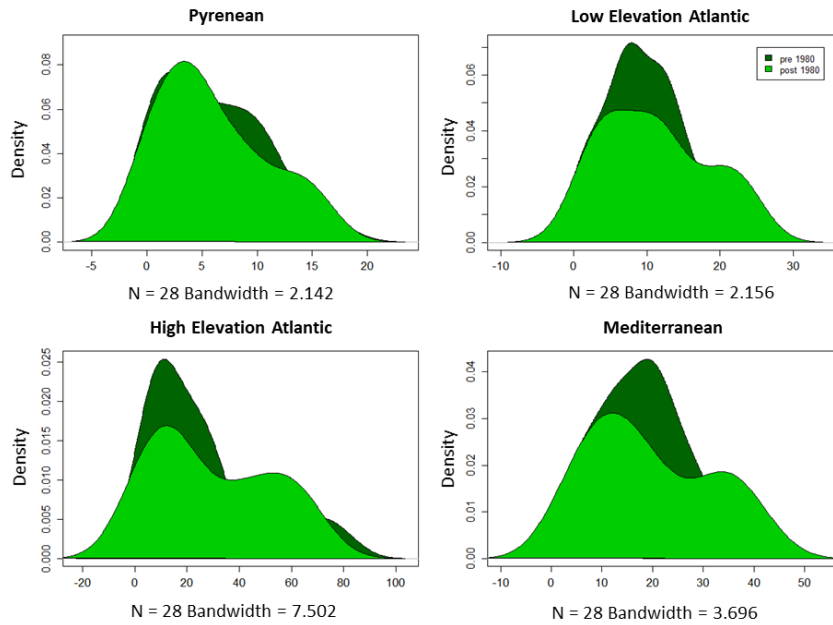 Pyrenean
Density
0.00 0.02 0.04 0.06 0.08
-5 0 5 10 15 20
N = 28 Bandwidth = 2.142
Low Elevation Atlantic
pre 1980
post 1980
Density
0.00 0.02 0.04 0.06
-10 0 10 20 30
N = 28 Bandwidth = 2.156
High Elevation Atlantic
Density
0.000 0.005 0.010 0.015 0.020 0.025
-20 0 20 40 60 80 100
N = 28 Bandwidth = 7.502
Mediterranean
Density
0.00 0.01 0.02 0.03 0.04
-10 0 10 20 30 40 50
N = 28 Bandwidth = 3.696